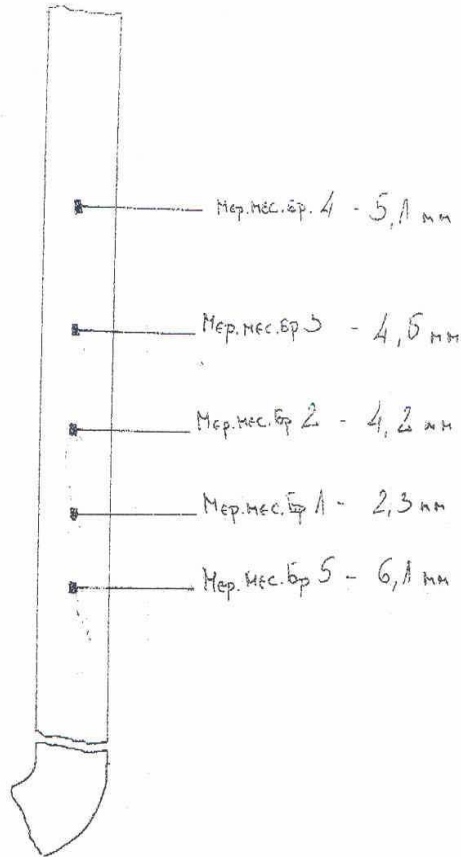 Мер.мес.бр. 4 - 5,1 мм
Мер.мес.бр 3 - 4,6 мм
Мер.мес.бр 2 - 4,2 мм
Мер.мес.бр 1 - 2,3 мм
Мер.мес.бр 5 - 6,1 мм